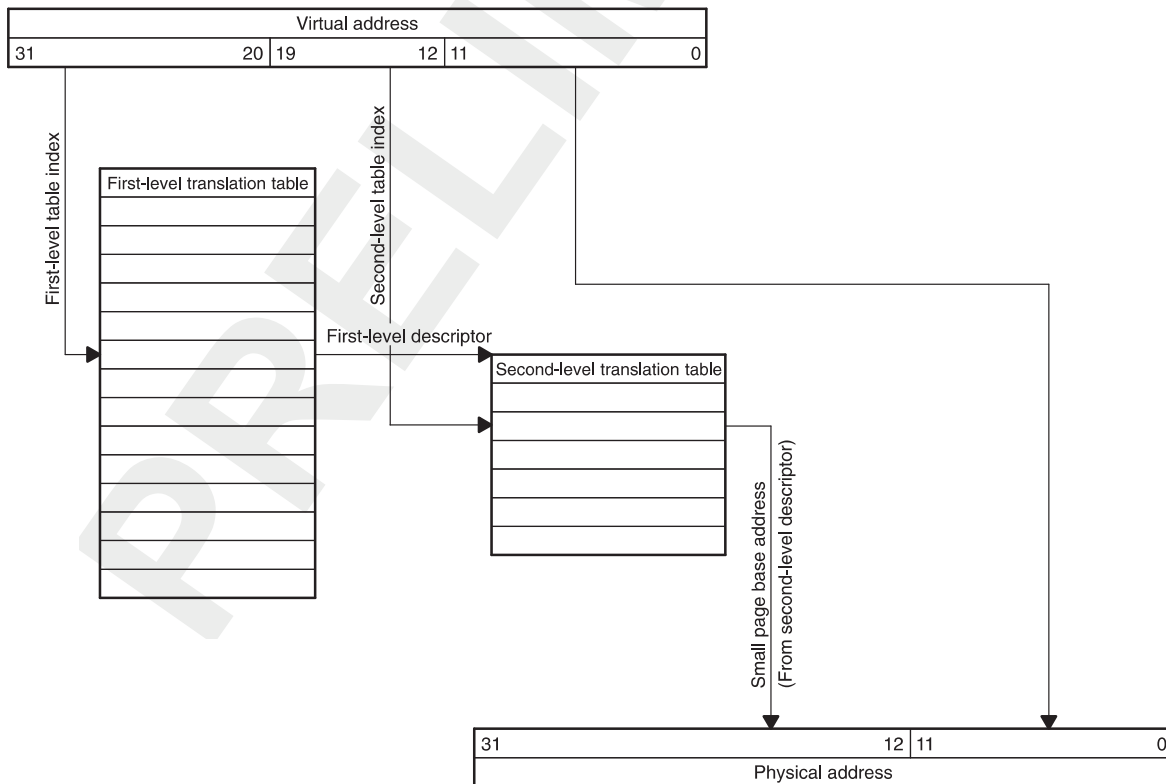 Virtual address
31 20 19 12 11 0
First-level table index
Second-level table index
First-level translation table
First-level descriptor
Second-level translation table
Small page base address
(From second-level descriptor)
31 12 11 0
Physical address
PRELIM